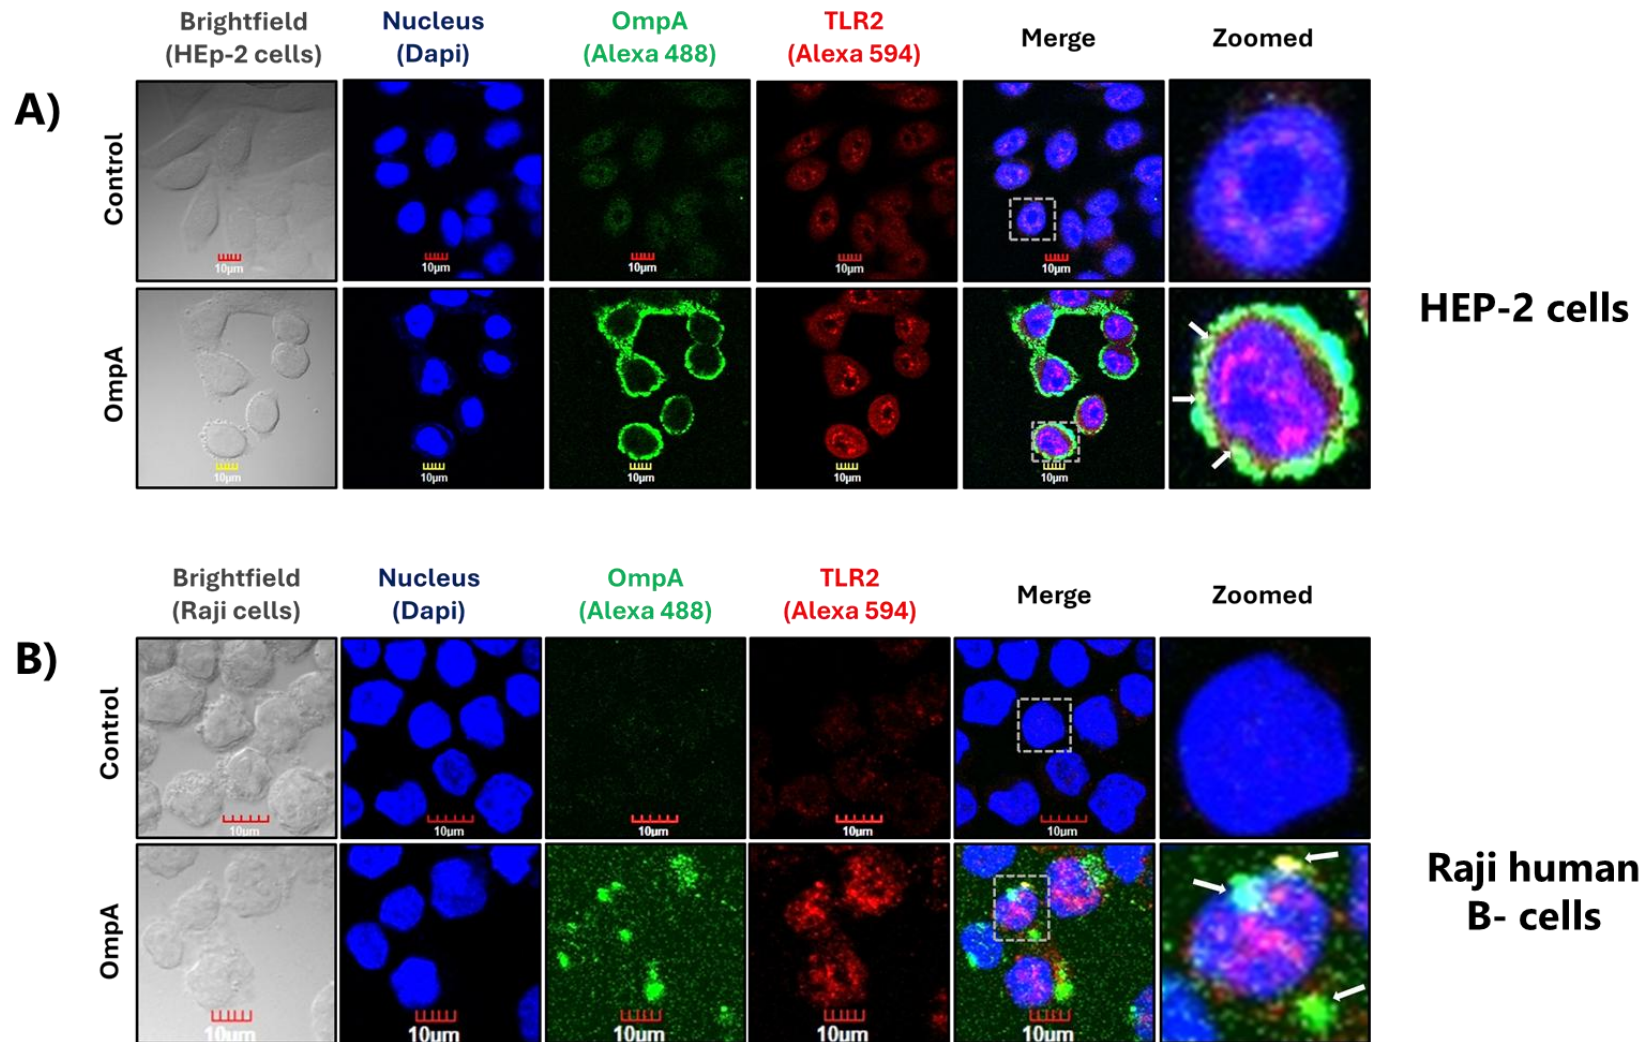 Brightfield
(HEp-2 cells)
Nucleus
(Dapi)
OmpA
(Alexa 488)
TLR2
(Alexa 594)
Merge
Zoomed
A)
Control
10µm
10µm
10µm
10µm
10µm
HEP-2 cells
OmpA
10µm
10µm
10µm
10µm
10µm
Brightfield
(Raji cells)
Nucleus
(Dapi)
OmpA
(Alexa 488)
TLR2
(Alexa 594)
Merge
Zoomed
B)
Control
10µm
10µm
10µm
10µm
10µm
Raji human
B- cells
OmpA
10µm
10µm
10µm
10µm
10µm